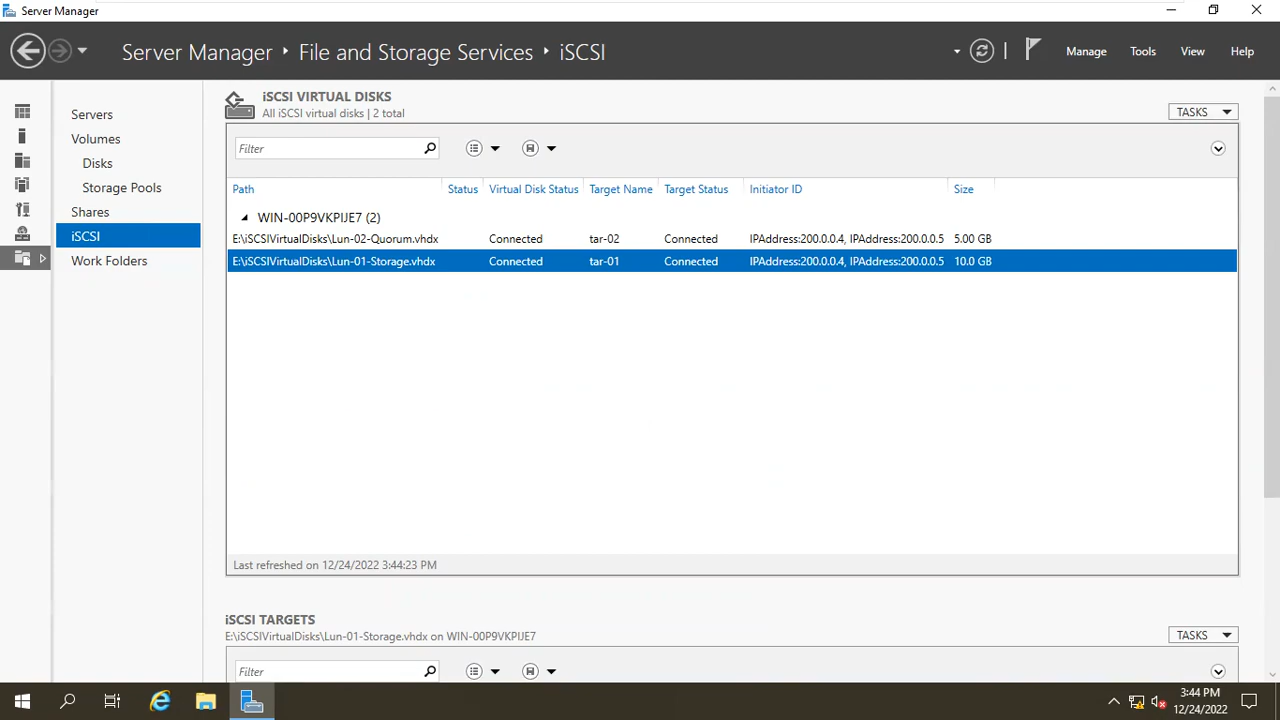 Server Manager
Server Manager ‣ File and Storage Services ‣ iSCSI
Manage Tools View Help
Servers
Volumes
Disks
Storage Pools
Shares
iSCSI
Work Folders
iSCSI VIRTUAL DISKS
All iSCSI virtual disks | 2 total
TASKS
Filter
Path Status Virtual Disk Status Target Name Target Status Initiator ID Size
WIN-00P9VKPIJE7 (2)
E:\iSCSIVirtualDisks\Lun-02-Quorum.vhdx Connected tar-02 Connected IPAddress:200.0.0.4, IPAddress:200.0.0.5 5.00 GB
E:\iSCSIVirtualDisks\Lun-01-Storage.vhdx Connected tar-01 Connected IPAddress:200.0.0.4, IPAddress:200.0.0.5 10.0 GB
Last refreshed on 12/24/2022 3:44:23 PM
iSCSI TARGETS
E:\iSCSIVirtualDisks\Lun-01-Storage.vhdx on WIN-00P9VKPIJE7
TASKS
Filter
3:44 PM
12/24/2022